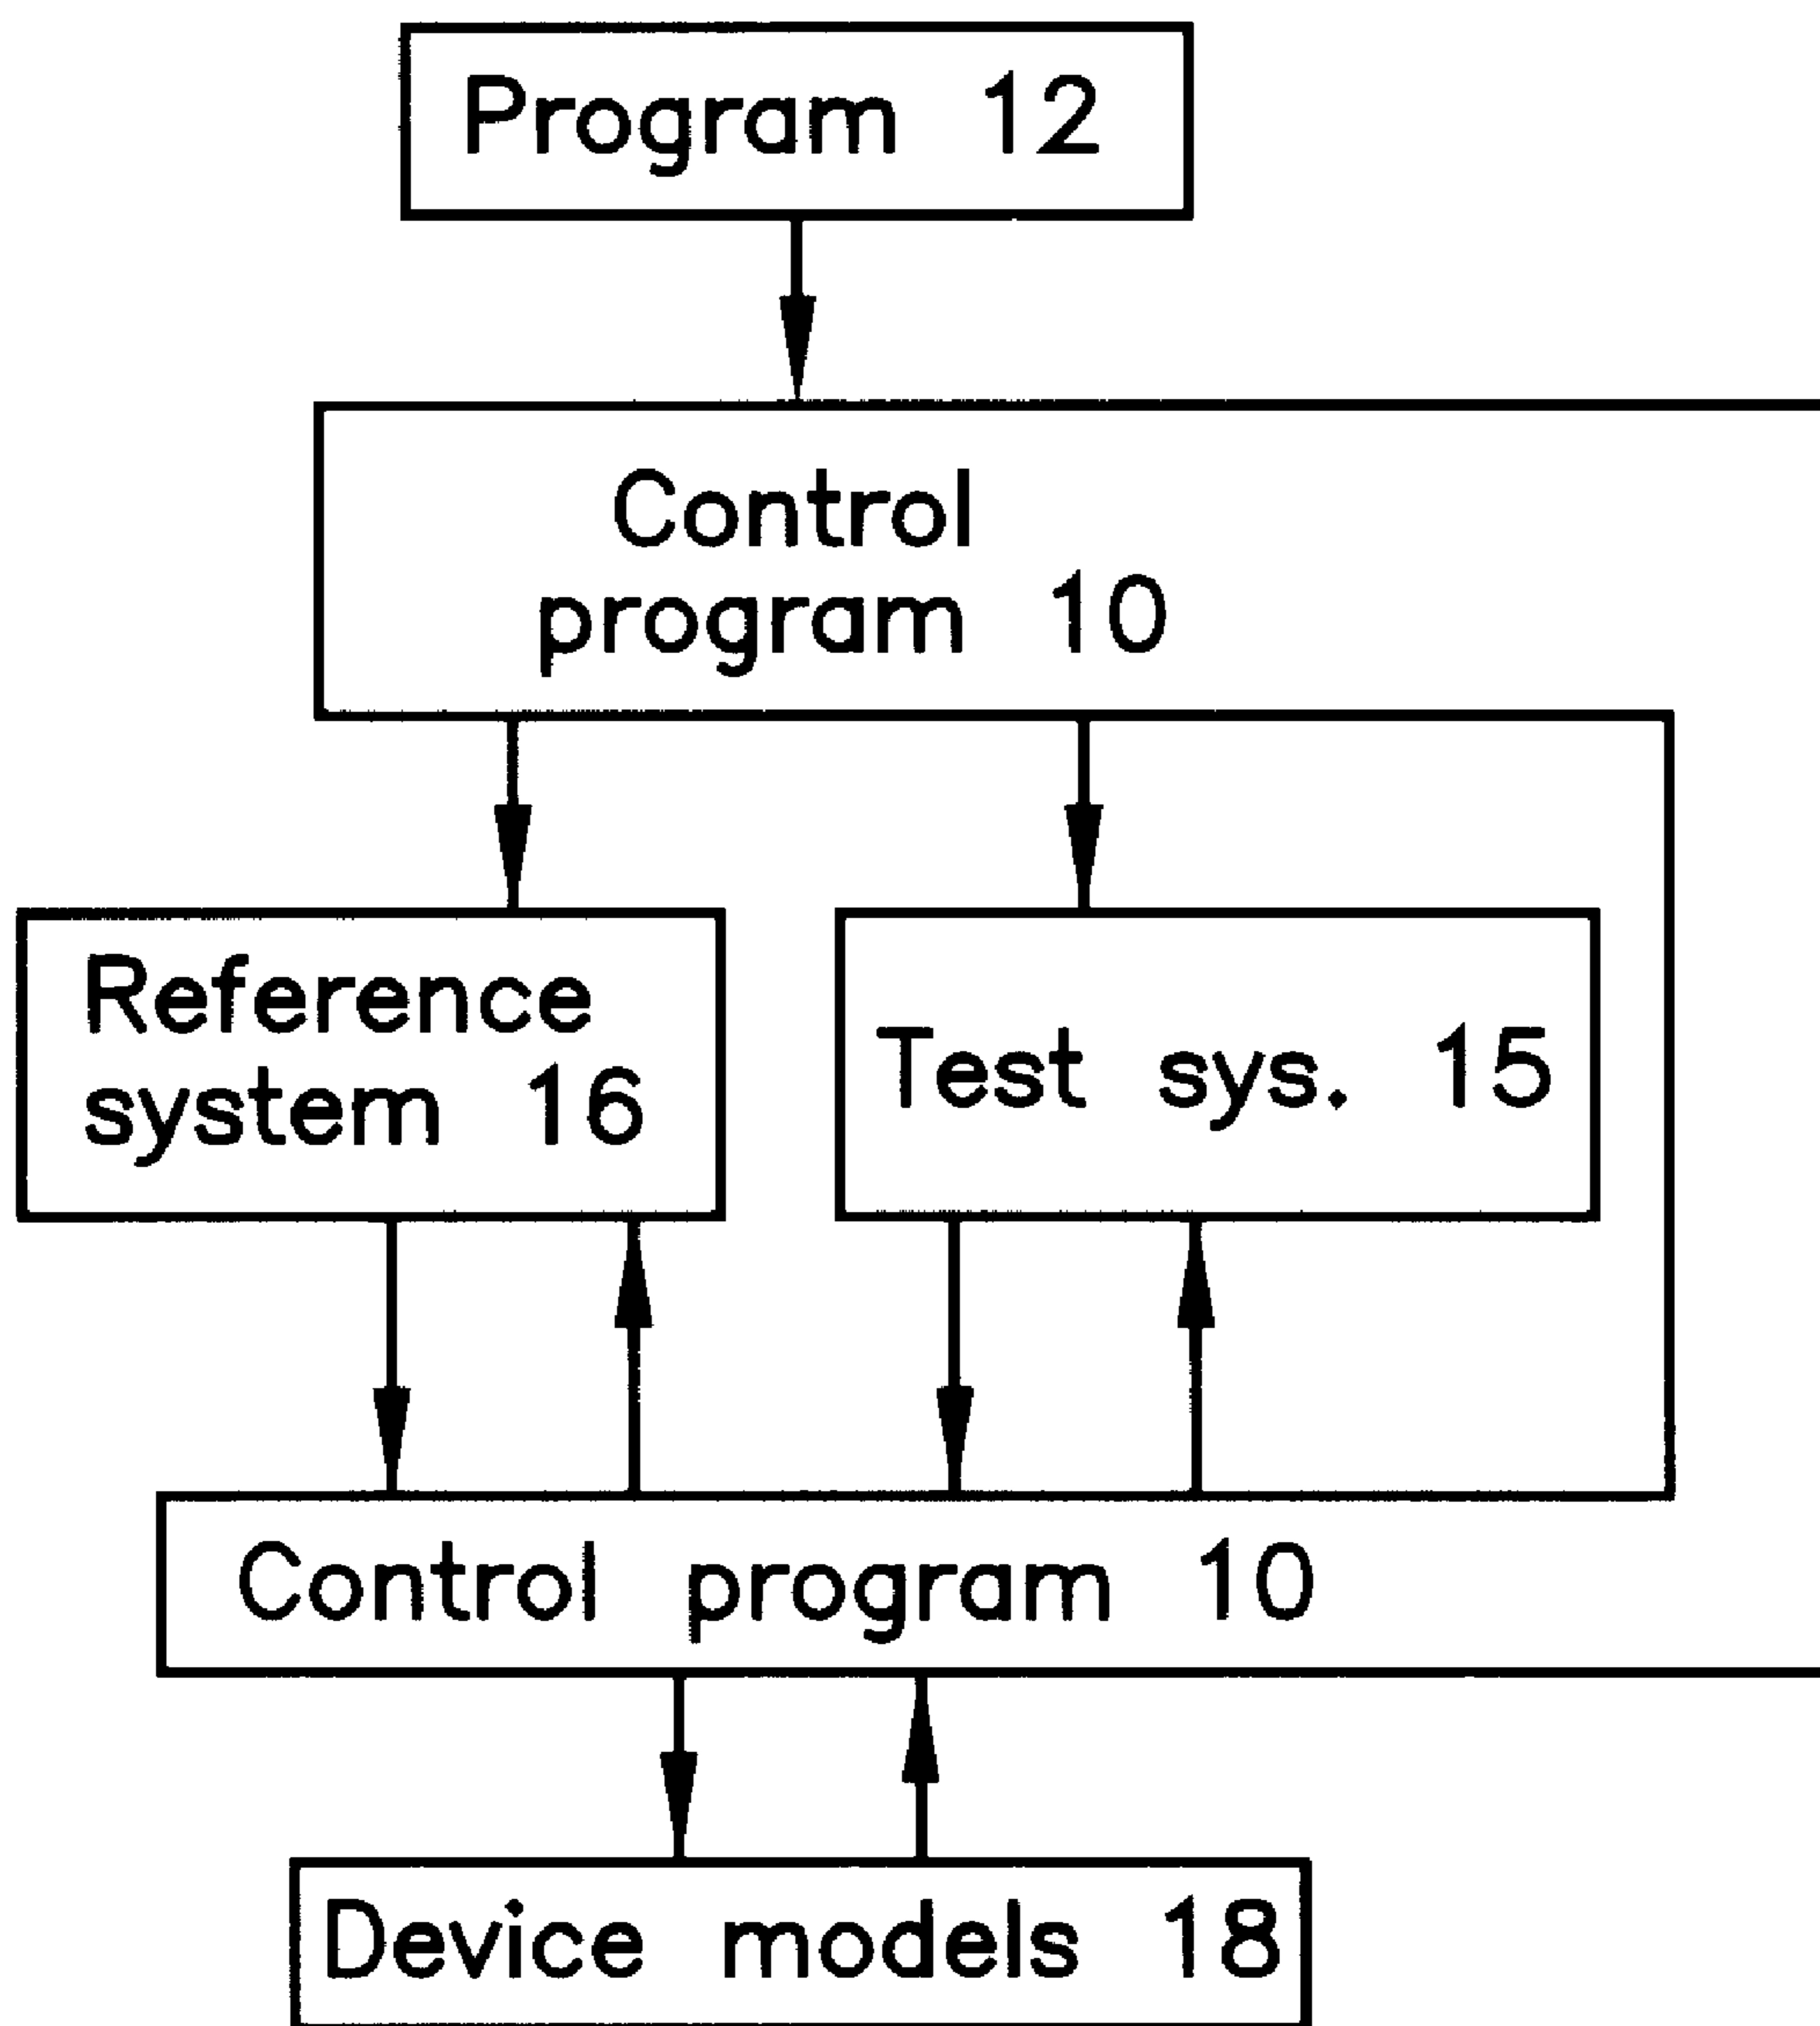 Program 12
Control
program 10
Reference
system 16
Test sys. 15
Control program 10
Device models 18